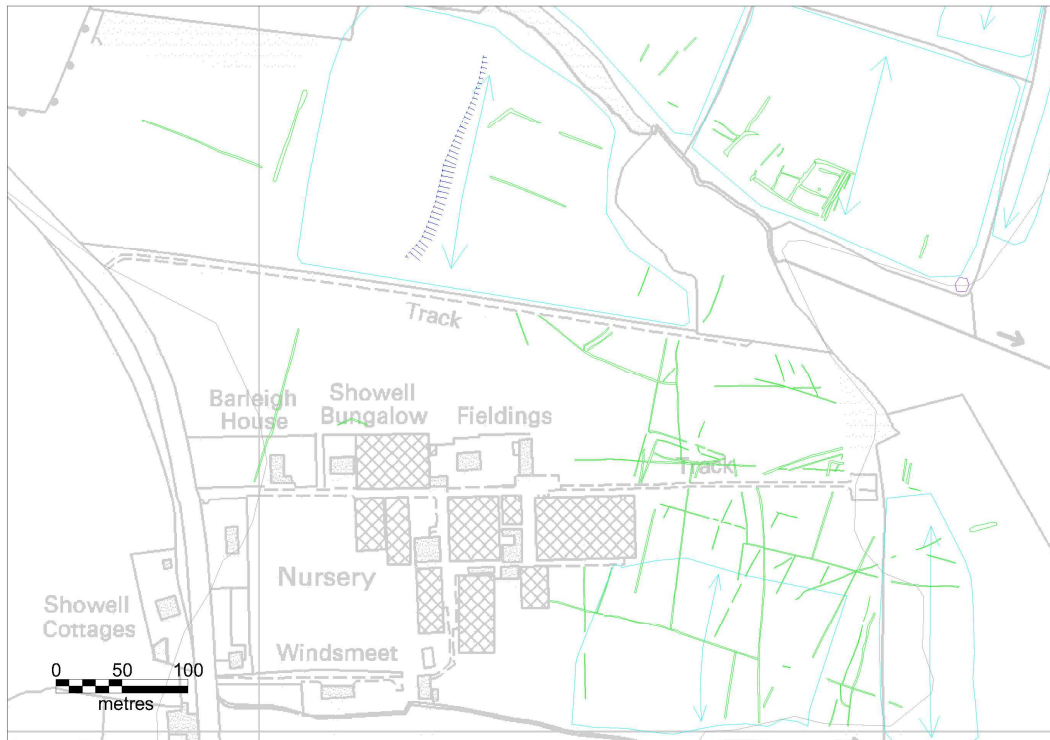 Track
Barleigh
House
Showell
Bungalow
Fieldings
Track
Nursery
Showell
Cottages
Windsmeet
0 50 100
metres